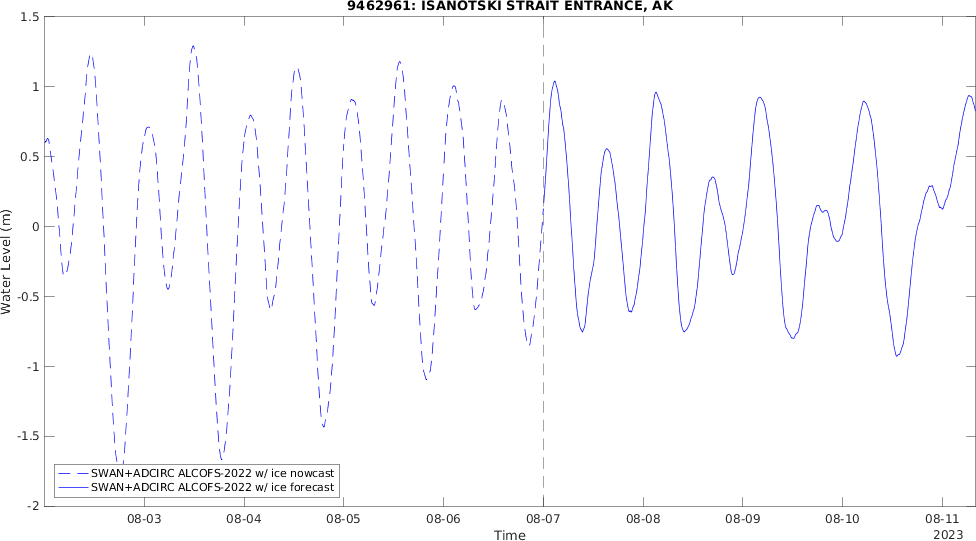 9462961: ISANOTSKI STRAIT ENTRANCE, AK
1.5
1
0.5
0
-0.5
-1
-1.5
-2
Water Level (m)
SWAN+ADCIRC ALCOFS-2022 w/ ice nowcast
SWAN+ADCIRC ALCOFS-2022 w/ ice forecast
08-03 08-04 08-05 08-06 08-07 08-08 08-09 08-10 08-11
Time
2023